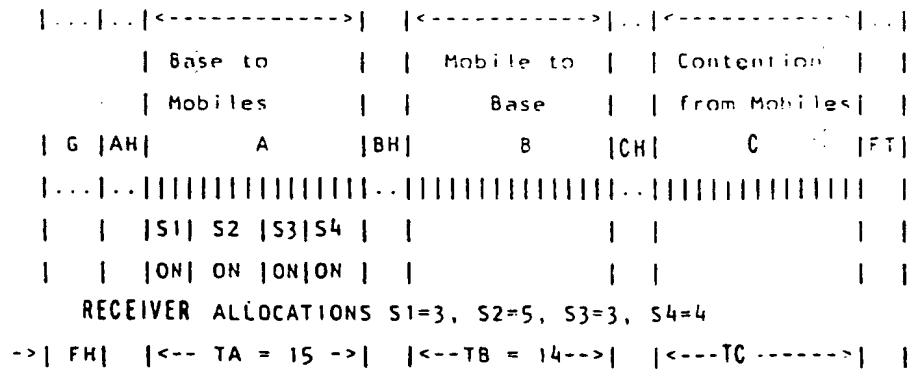 |...|..|<-------------->| |<------------->|..|<------------->|..|
| Base to | | Mobile to | | Contention | |
| Mobiles | | Base | | from Mobiles| |
| G |AH| A |BH| B |CH| C |FT|
|...|..||||||||||||||||..|||||||||||||||..||||||||||||||| |
| | |S1| S2 |S3|S4 | | | | | |
| | |ON| ON |ON|ON | | | | | |
RECEIVER ALLOCATIONS S1=3, S2=5, S3=3, S4=4
->| FH| |<-- TA = 15 ->| |<--TB = 14-->| |<---TC ------->| |